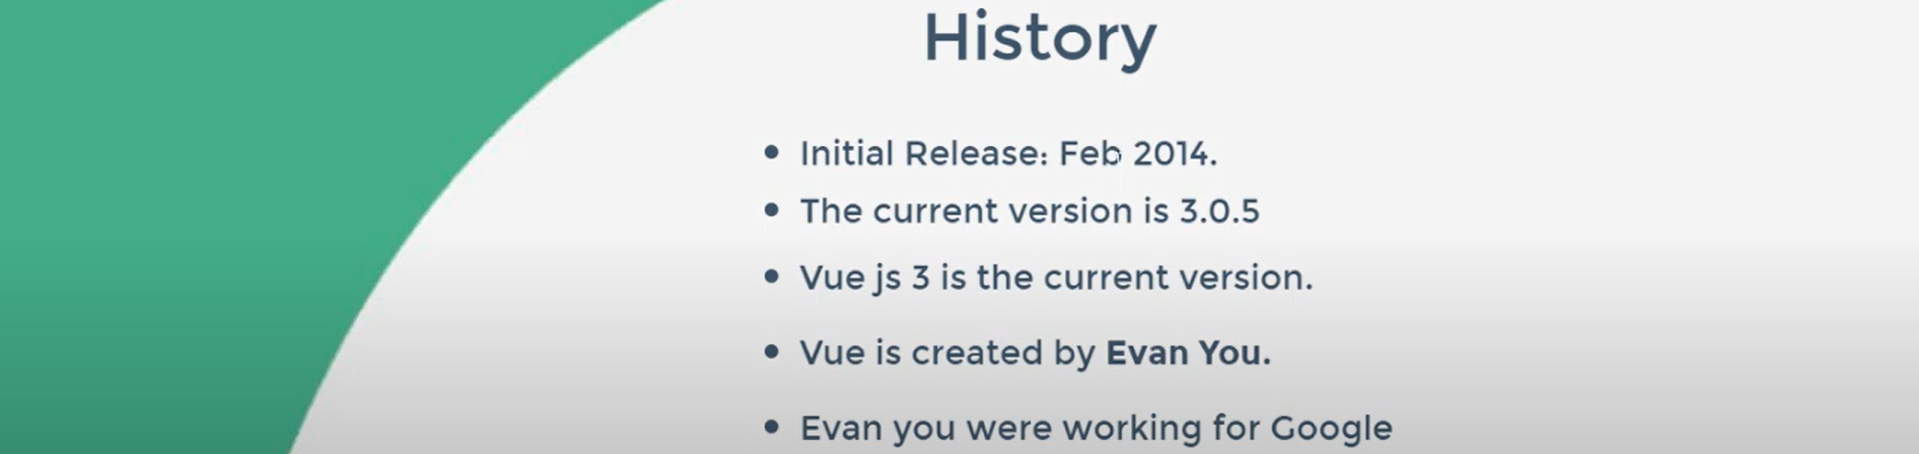 History
Initial Release: Feb 2014.
The current version is 3.0.5
Vue js 3 is the current version.
Vue is created by Evan You.
Evan you were working for Google